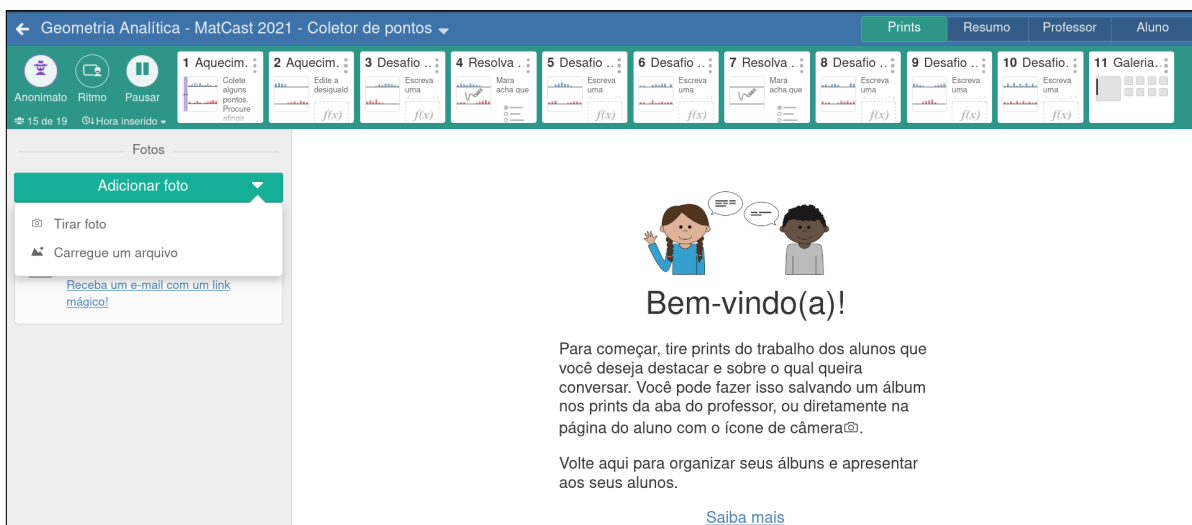 Geometria Analítica - MatCast 2021 - Coletor de pontos
Prints
Resumo
Professor
Aluno
Anonimato
Ritmo
Pausar
15 de 19
Hora inserido
1 Aquecim.
Colete
alguns
pontos.
Procure
atingir
2 Aquecim.
Edite a
desiguald
f(x)
3 Desafio ..
Escreva
uma
f(x)
4 Resolva .
Mara
acha que
5 Desafio ..
Escreva
uma
f(x)
6 Desafio ..
Escreva
uma
f(x)
7 Resolva .
Mara
acha que
8 Desafio ..
Escreva
uma
f(x)
9 Desafio ..
Escreva
uma
f(x)
10 Desafio.
Escreva
uma
f(x)
11 Galeria..
Fotos
Adicionar foto
Tirar foto
Carregue um arquivo
Receba um e-mail com um link
mágico!
Bem-vindo(a)!
Para começar, tire prints do trabalho dos alunos que
você deseja destacar e sobre o qual queira
conversar. Você pode fazer isso salvando um álbum
nos prints da aba do professor, ou diretamente na
página do aluno com o ícone de câmera.
Volte aqui para organizar seus álbuns e apresentar
aos seus alunos.
Saiba mais